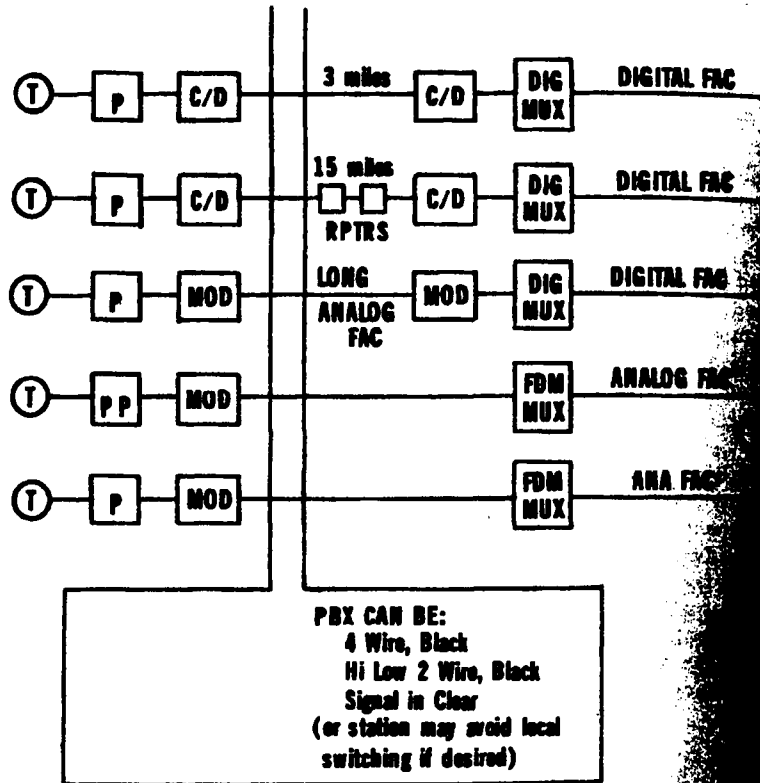 3 miles
T P C/D C/D DIG MUX DIGITAL FAC
15 miles
T P C/D C/D DIG MUX DIGITAL FAC
RPTRS
LONG
T P MOD MOD DIG MUX DIGITAL FAC
ANALOG
FAC
T PP MOD FDM MUX ANALOG FAC
T P MOD FDM MUX ANA FAC
PBX CAN BE:
4 Wire, Black
Hi Low 2 Wire, Black
Signal in Clear
(or station may avoid local
switching if desired)